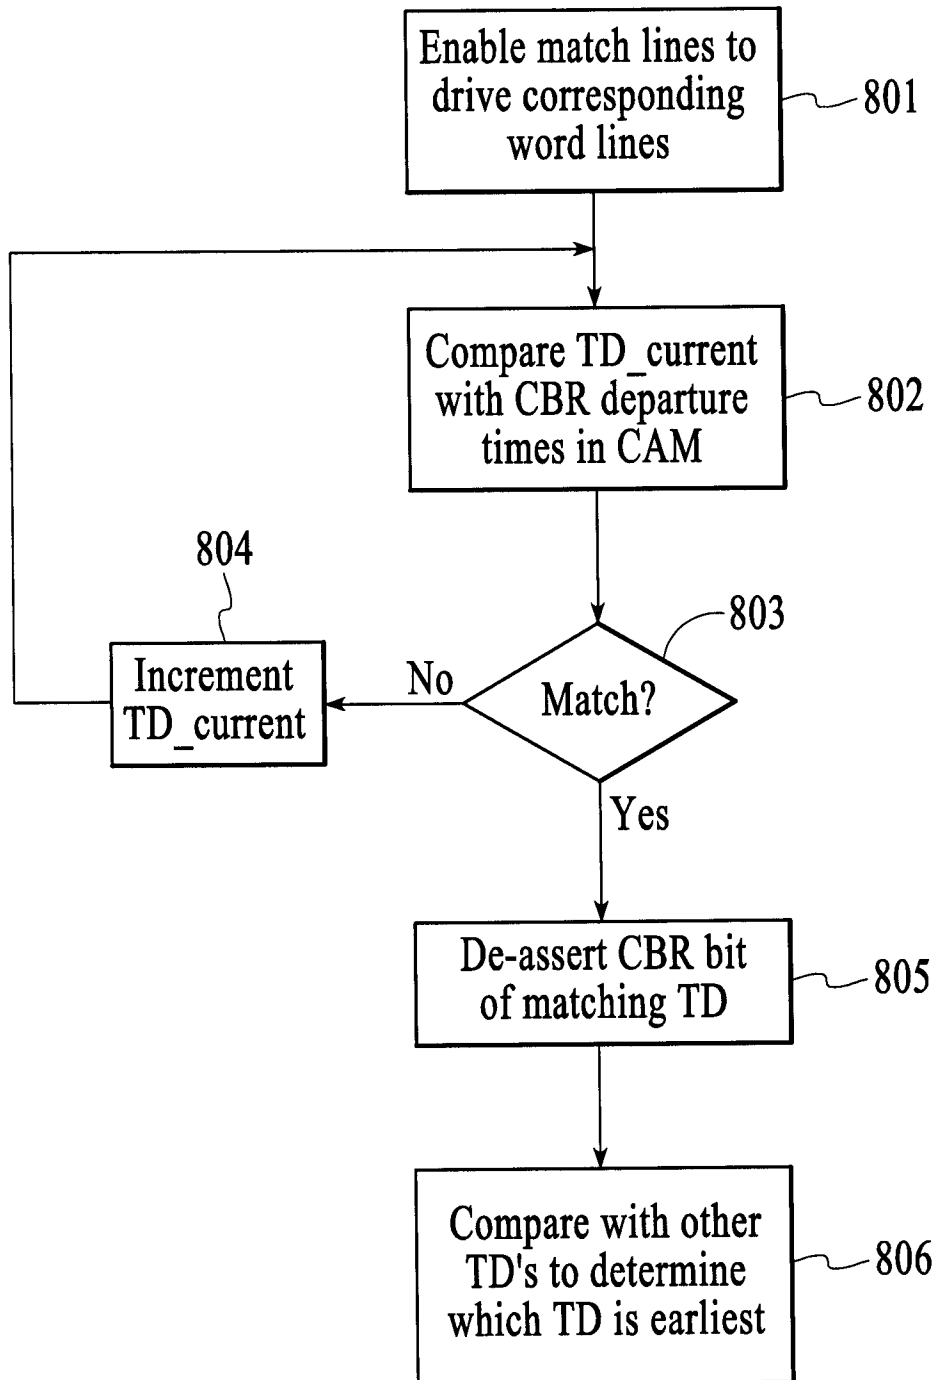 Enable match lines to
drive corresponding
word lines
801
Compare TD_current
with CBR departure
times in CAM
802
804
803
Increment
TD_current
No
Match?
Yes
De-assert CBR bit
of matching TD
805
Compare with other
TD's to determine
which TD is earliest
806